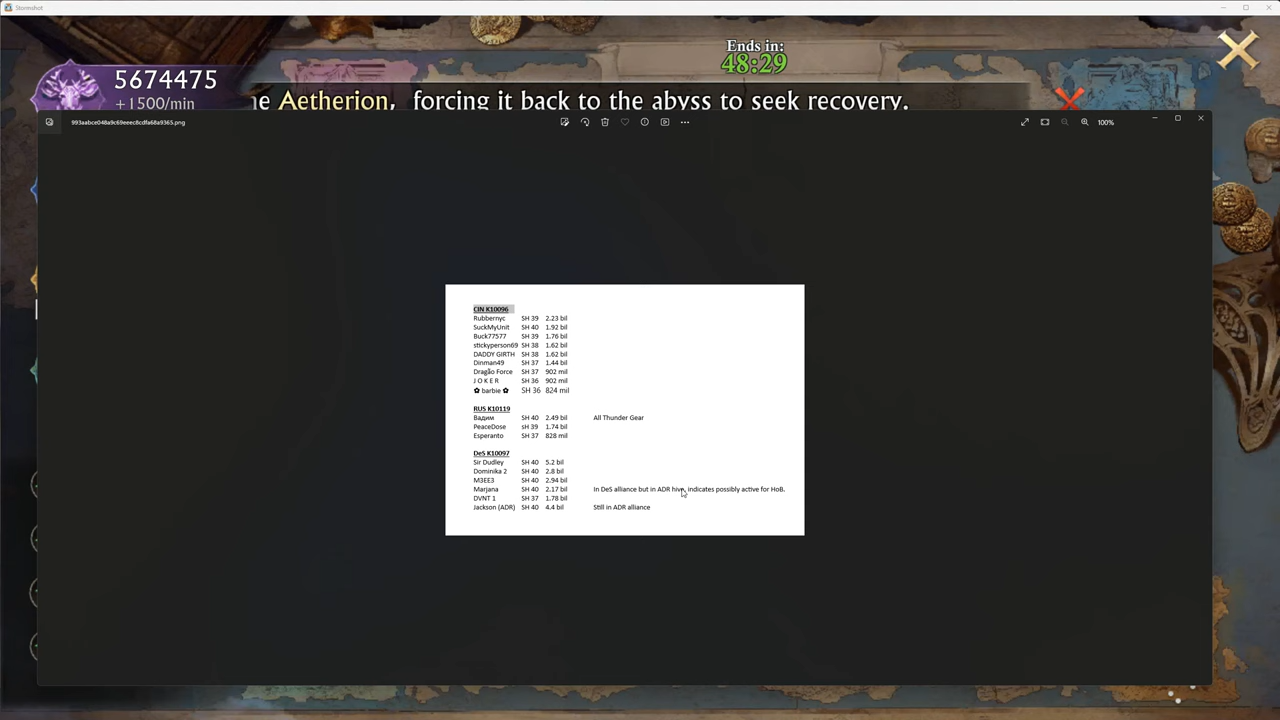 Stormshot
Ends in:
48:29
5674475
+1500/min
ne Aetherion, forcing it back to the abyss to seek recovery.
993aabce048a9c69eeec8cdfa68a9365.png
100%
CIN K10096
Rubbernyc SH 39 2.23 bil
SuckMyUnit SH 40 1.92 bil
Buck77577 SH 39 1.76 bil
stickyperson69 SH 38 1.62 bil
DADDY GIRTH SH 38 1.62 bil
Dinman49 SH 37 1.44 bil
Dragão Force SH 37 902 mil
J O K E R SH 36 902 mil
✿ barbie ✿ SH 36 824 mil
RUS K10119
Вадим SH 40 2.49 bil All Thunder Gear
PeaceDose sH 39 1.74 bil
Esperanto SH 37 828 mil
DeS K10097
Sir Dudley SH 40 5.2 bil
Dominika 2 SH 40 2.8 bil
M3EE3 SH 40 2.94 bil
Marjana SH 40 2.17 bil In DeS alliance but in ADR hive, indicates possibly active for HoB.
DVNT 1 SH 37 1.78 bil
Jackson (ADR) SH 40 4.4 bil Still in ADR alliance